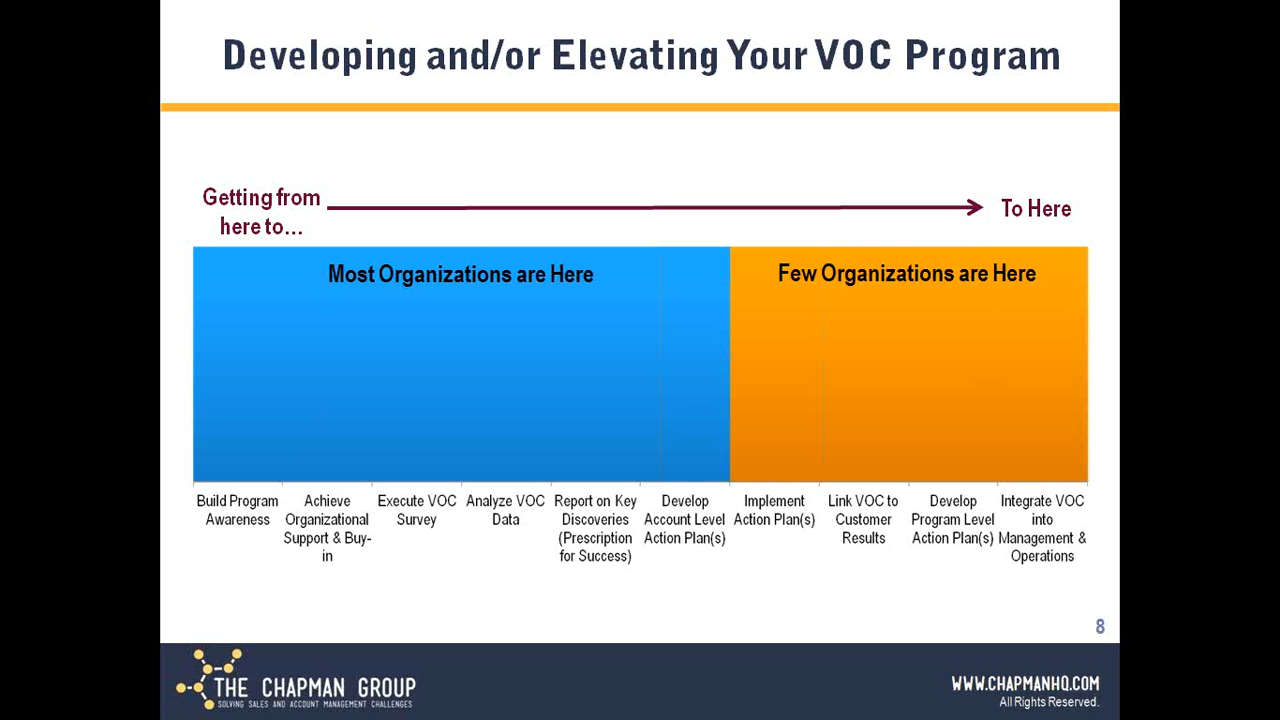 Developing and/or Elevating Your VOC Program
Getting from
here to...
To Here
Most Organizations are Here
Few Organizations are Here
Build Program
Awareness
Achieve
Organizational
Support & Buy-
in
Execute VOC
Survey
Analyze VOC
Data
Report on Key
Discoveries
(Prescription
for Success)
Develop
Account Level
Action Plan(s)
Implement
Action Plan(s)
Link VOC to
Customer
Results
Develop
Program Level
Action Plan(s)
Integrate VOC
into
Management &
Operations
8
THE CHAPMAN GROUP
SOLVING SALES AND ACCOUNT MANAGEMENT CHALLENGES
WWW.CHAPMANHQ.COM
All Rights Reserved.